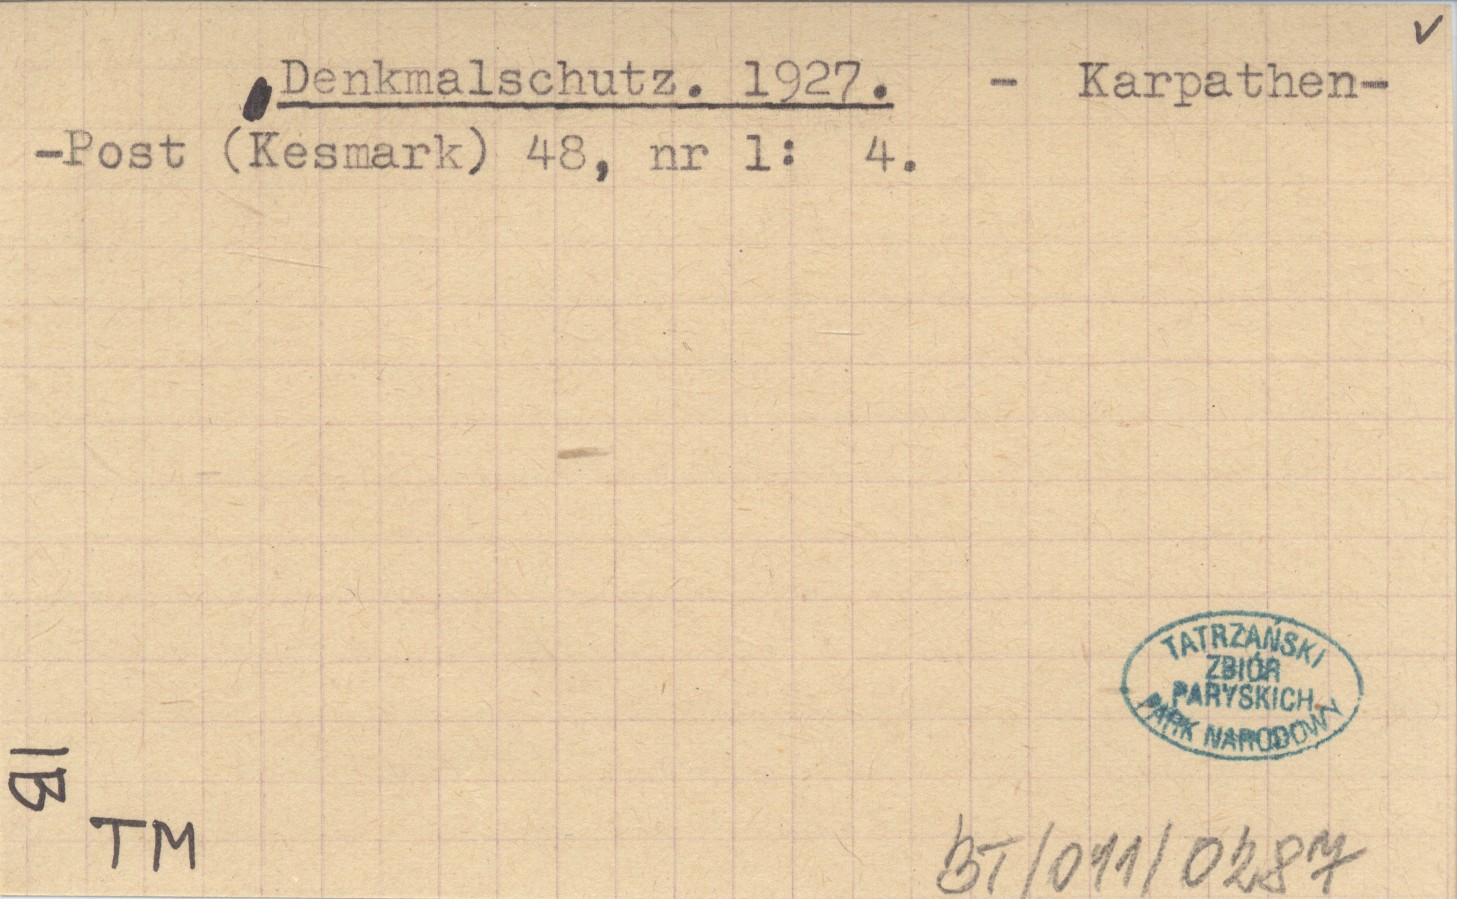 ✓
Denkmalschutz. 1927. - Karpathen-
-Post (Kesmark) 48, nr 1: 4.
TATRZAŃSKI
ZBIÓR
PARYSKICH
PARK NARODOWY
IB
TM
BT/011/0287